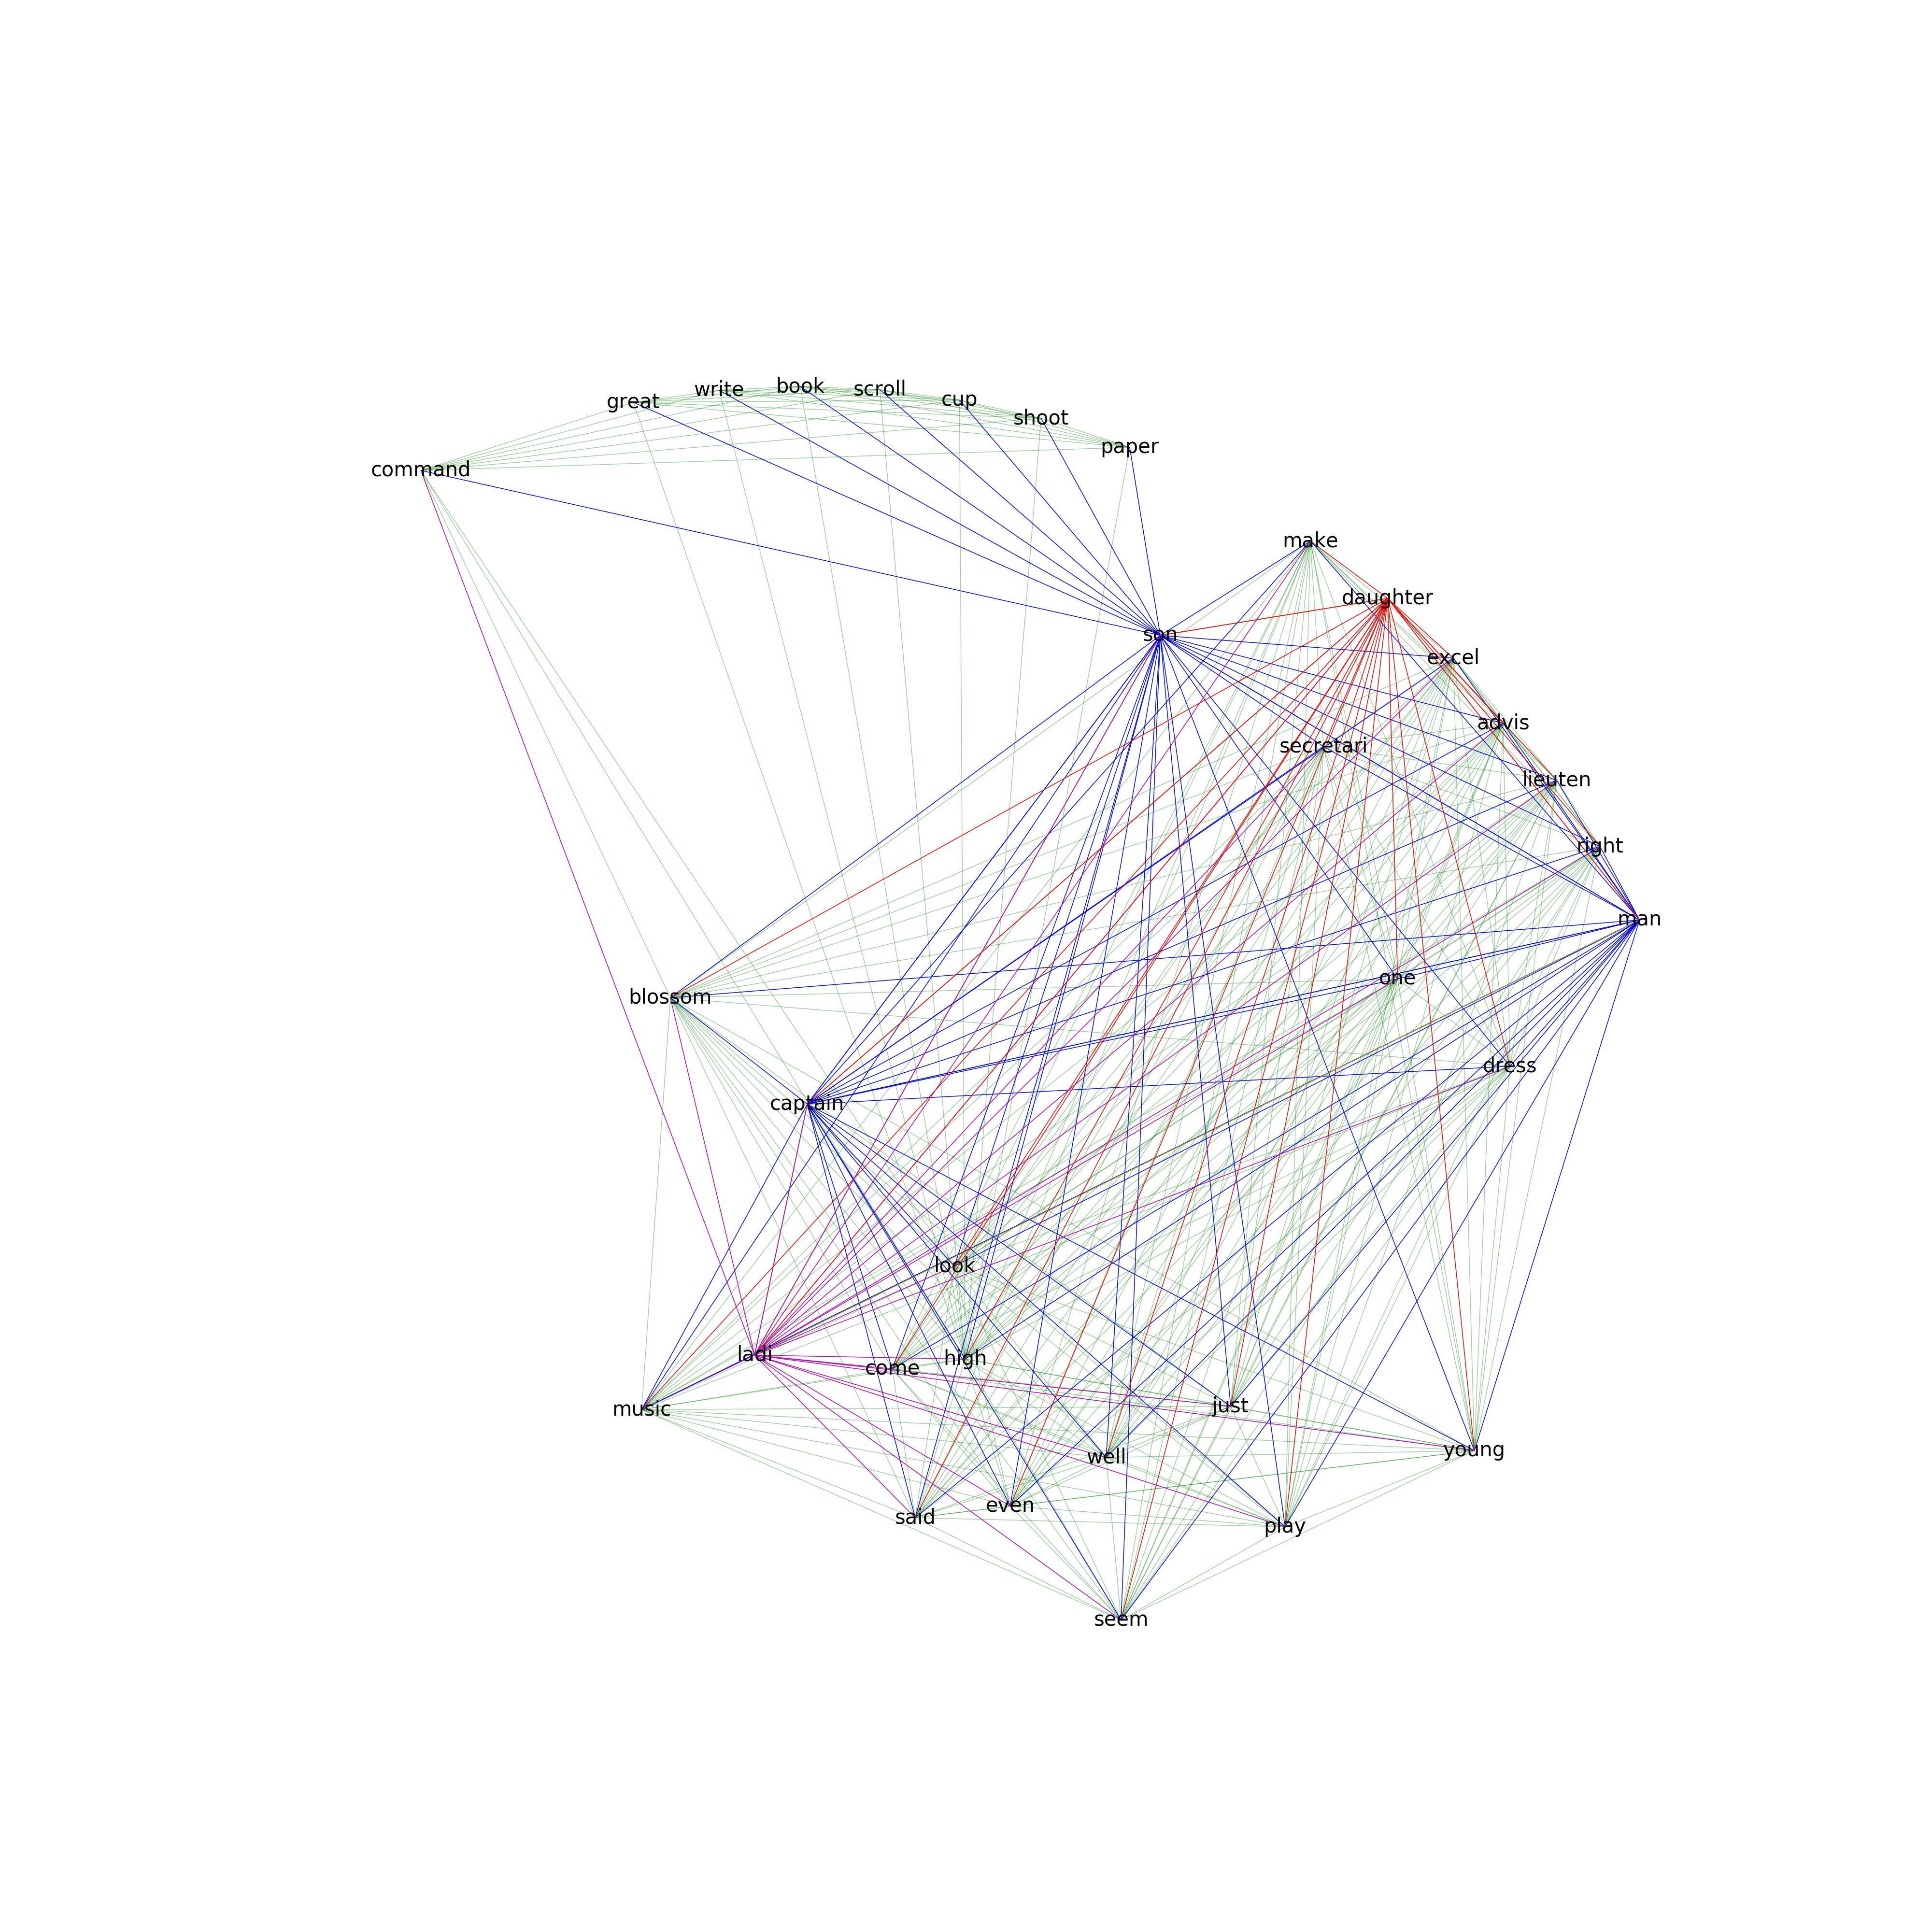 book
write
scroll
cup
great
shoot
paper
command
make
daughter
son
excel
advis
secretari
lieuten
right
man
one
blossom
dress
captain
look
ladi
high
come
just
music
young
well
even
said
play
seem